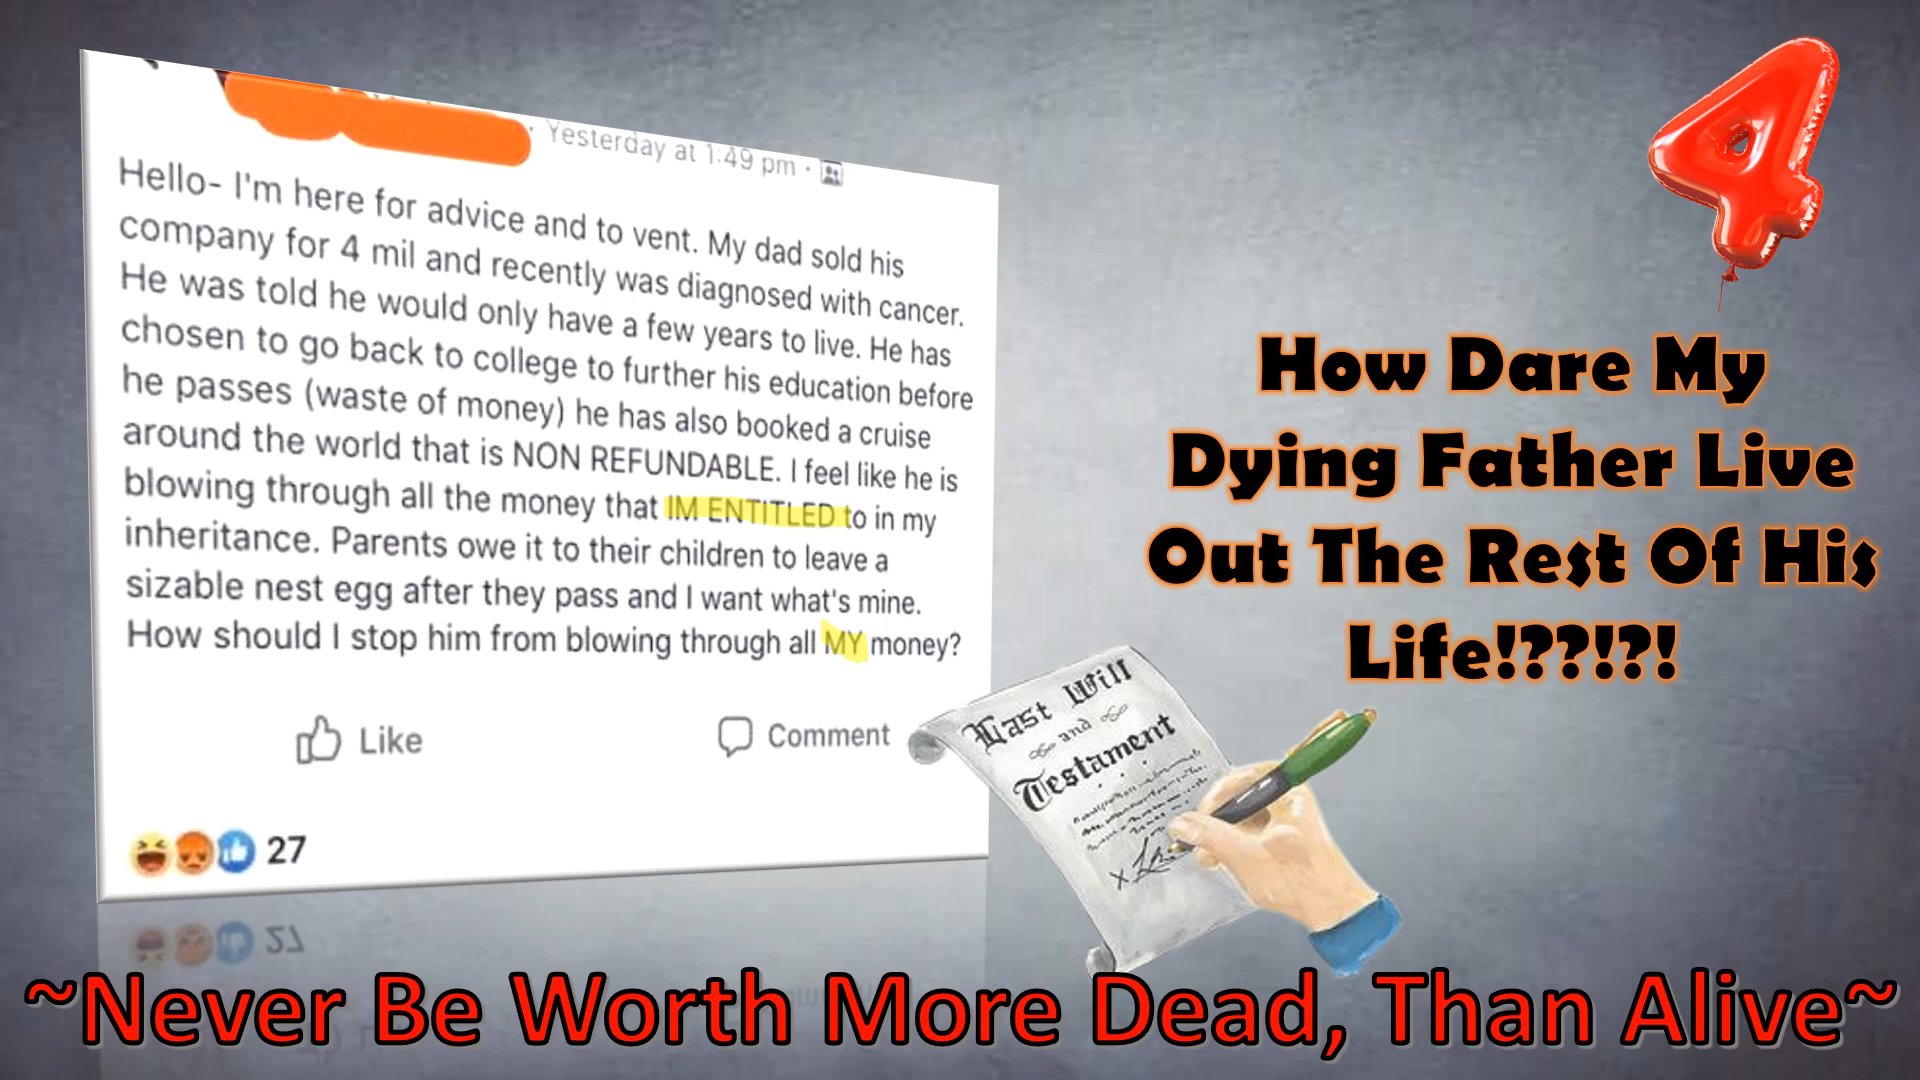 4
Yesterday at 1:49 pm
Hello- I'm here for advice and to vent. My dad sold his
company for 4 mil and recently was diagnosed with cancer.
He was told he would only have a few years to live. He has
chosen to go back to college to further his education before
he passes (waste of money) he has also booked a cruise
around the world that is NON REFUNDABLE. I feel like he is
blowing through all the money that IM ENTITLED to in my
inheritance. Parents owe it to their children to leave a
sizable nest egg after they pass and I want what's mine.
How should I stop him from blowing through all MY money?
Like
Comment
27
How Dare My
Dying Father Live
Out The Rest Of His
Life!??!?!
Last Will
and
Testament
~Never Be Worth More Dead, Than Alive~